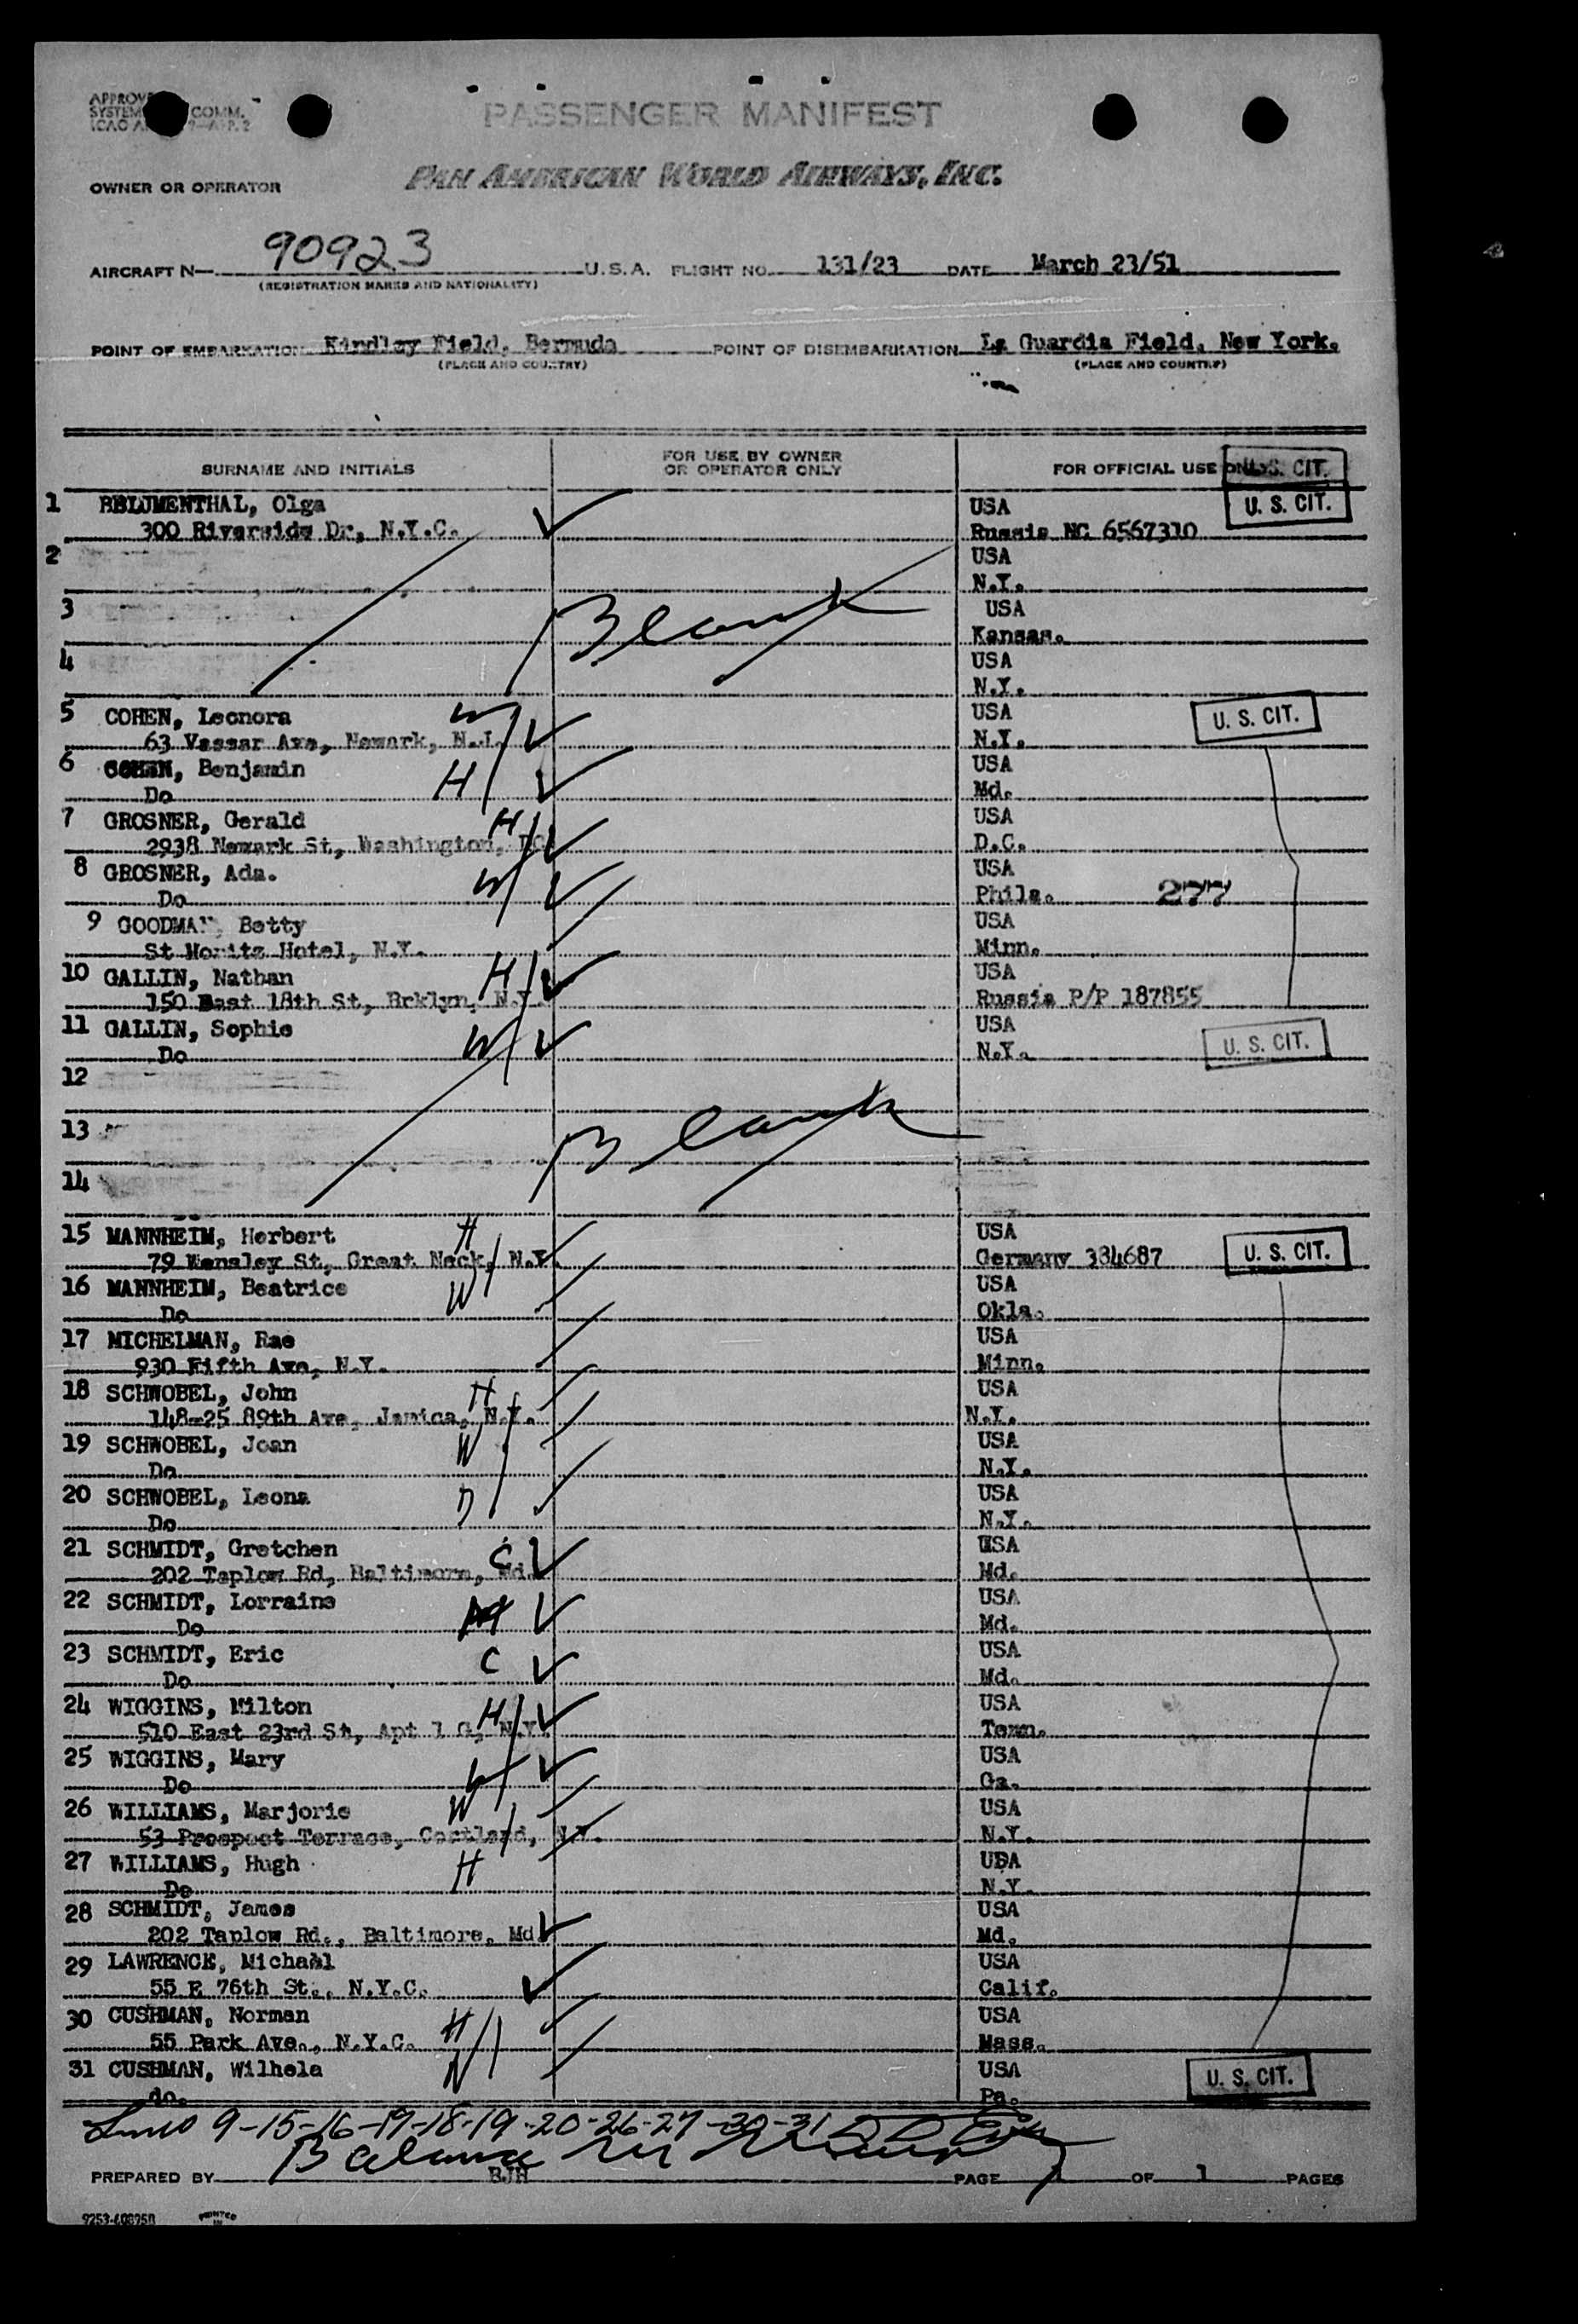 PASSENGER MANIFEST
OWNER OR OPERATOR PAN AMERICAN WORLD AIRWAYS, INC.
AIRCRAFT N— 90923 U.S.A. FLIGHT NO. 131/23 DATE March 23/51
(REGISTRATION MARKS AND NATIONALITY)
POINT OF EMBARKATION Kindley Field, Bermuda POINT OF DISEMBARKATION La Guardia Field, New York.
(PLACE AND COUNTRY) (PLACE AND COUNTRY)
SURNAME AND INITIALS FOR USE BY OWNER OR OPERATOR ONLY FOR OFFICIAL USE ONLY U.S. CIT.
1 BBLUMENTHAL, Olga USA U. S. CIT.
300 Riverside Dr, N.Y.C. Russia NC 6567310
2 USA
N.Y.
3 Blank USA
Kansas.
4 USA
N.Y.
5 COHEN, Leonora W USA U. S. CIT.
63 Vassar Axe, Newark, N.J. N.Y.
6 COHEN, Benjamin H USA
Do Md.
7 GROSNER, Gerald H USA
2938 Newark St, Washington, DC D.C.
8 GROSNER, Ada. W USA
Do Phila. 277
9 GOODMAN, Betty USA
St Moritz Hotel, N.Y. Minn.
10 GALLIN, Nathan H USA
150 East 18th St, Brklyn, N.Y. Russia P/P 187855
11 GALLIN, Sophie W USA
Do N.Y. U. S. CIT.
12
13 Blank
14
15 MANNHEIM, Herbert H USA
79 Wensley St, Great Neck, N.Y. Germany 384687 U. S. CIT.
16 MANNHEIM, Beatrice W USA
Do Okla.
17 MICHELMAN, Rae USA
930 Fifth Axe, N.Y. Minn.
18 SCHWOBEL, John H USA
148-25 89th Axe, Jamica, N.Y. N.Y.
19 SCHWOBEL, Joan W USA
Do N.Y.
20 SCHWOBEL, Leona D USA
Do N.Y.
21 SCHMIDT, Gretchen C USA
202 Taplow Rd, Baltimore, Md. Md.
22 SCHMIDT, Lorraine USA
Do Md.
23 SCHMIDT, Eric C USA
Do Md.
24 WIGGINS, Milton H USA
510 East 23rd St, Apt 1 G, N.Y. Tenn.
25 WIGGINS, Mary W USA
Do Ga.
26 WILLIAMS, Marjorie W USA
53 Prospect Terrace, Cortland, N.Y. N.Y.
27 WILLIAMS, Hugh H USA
Do N.Y.
28 SCHMIDT, James USA
202 Taplow Rd., Baltimore, Md Md.
29 LAWRENCE, Michael USA
55 E 76th St., N.Y.C. Calif.
30 CUSHMAN, Norman H USA
55 Park Ave., N.Y.C. Mass.
31 CUSHMAN, Wilhela W USA
do. Pa. U. S. CIT.
9-15-16-17-18-19-20-26-27-30-31
Balance
PREPARED BY BJH PAGE 1 OF 1 PAGES